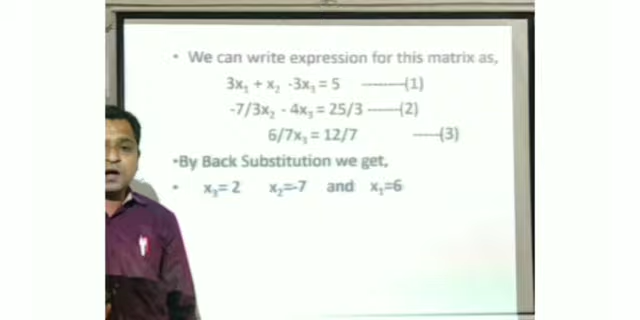 • We can write expression for this matrix as,
3x₁ + x₂ -3x₃ = 5 ———(1)
-7/3x₂ - 4x₃ = 25/3 ——(2)
6/7x₃ = 12/7 ——(3)
•By Back Substitution we get,
• x₃= 2 x₂=-7 and x₁=6